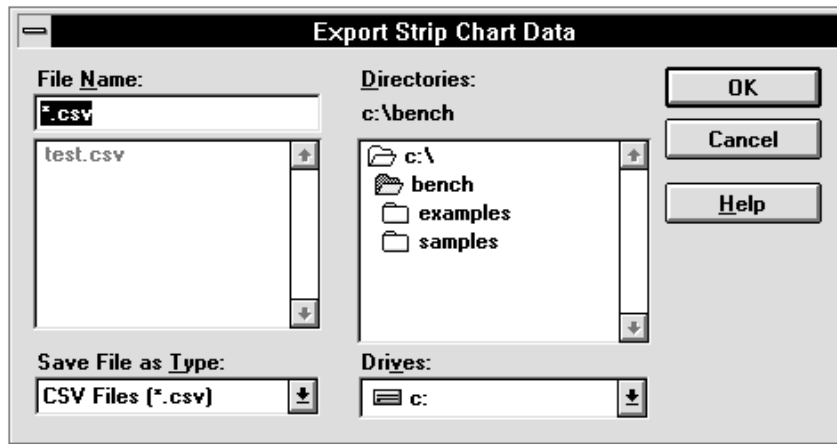 Export Strip Chart Data
File Name:
*.csv
test.csv
Save File as Type:
CSV Files (*.csv)
Directories:
c:\bench
c:\
bench
examples
samples
Drives:
c:
OK
Cancel
Help